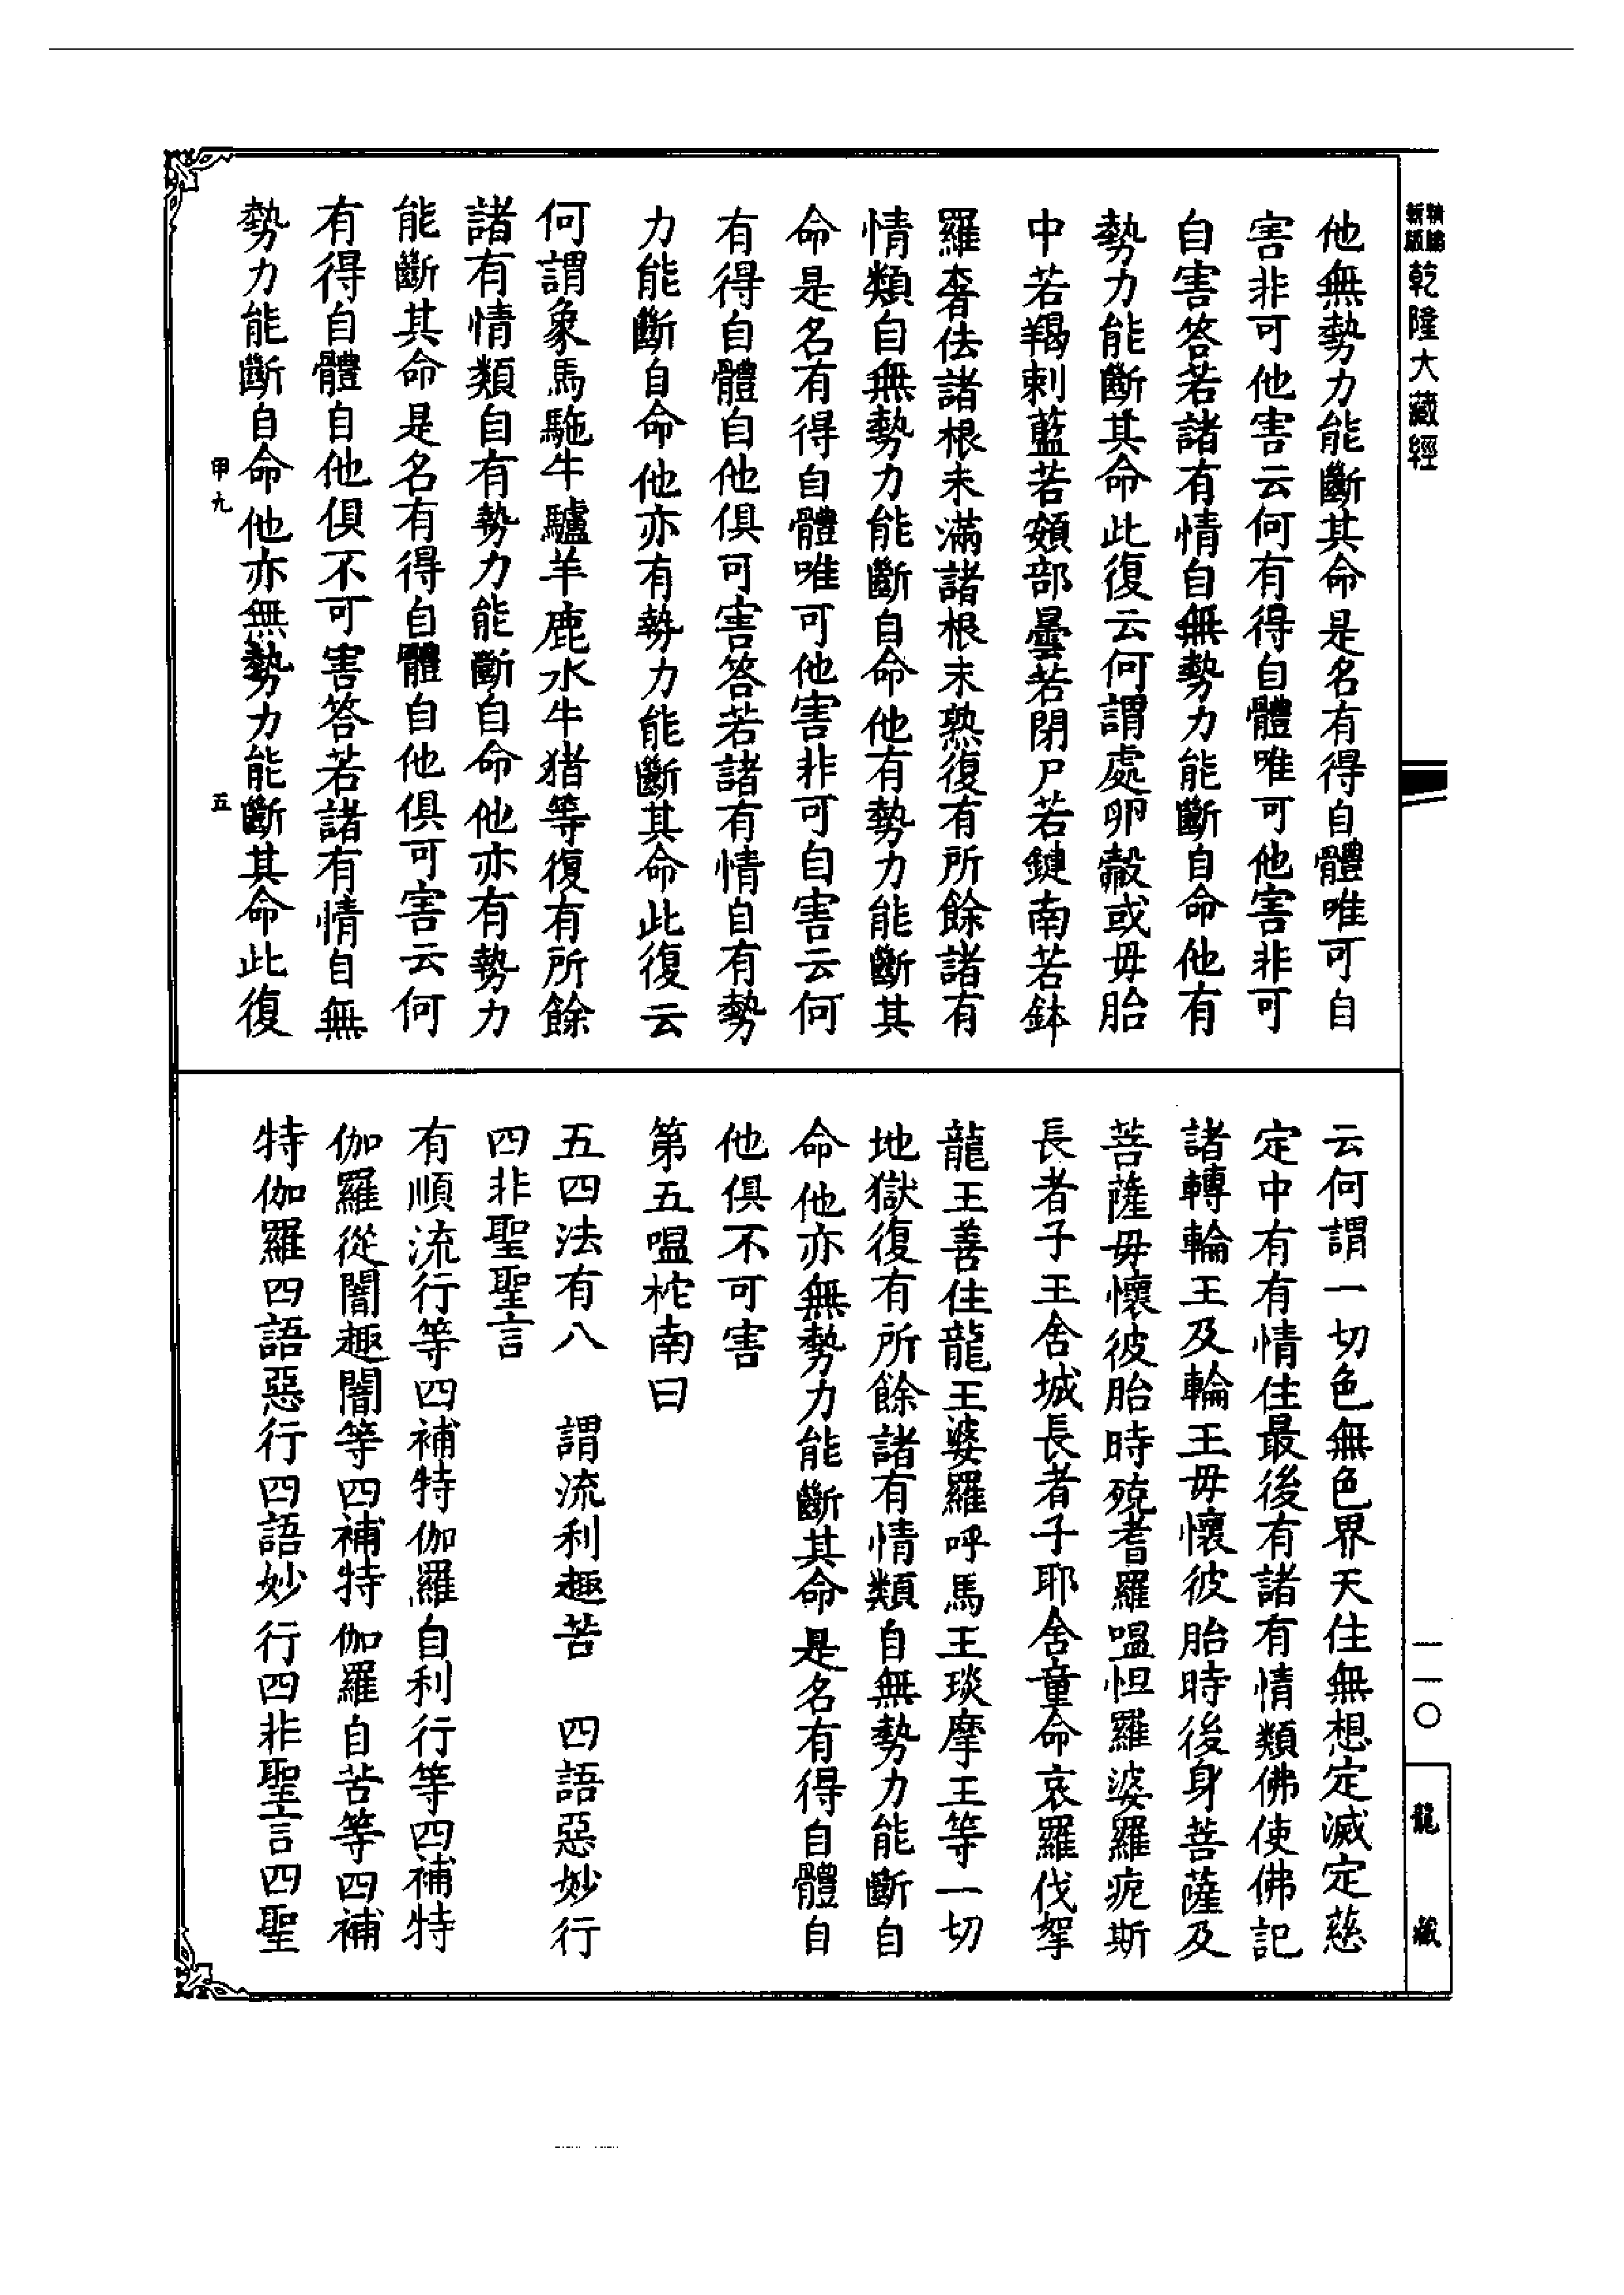 新編
新版
乾隆大藏經
他無勢力能斷其命是名有得自體唯可自
害非可他害云何有得自體唯可他害非可
自害答若諸有情自無勢力能斷自命他有
勢力能斷其命此復云何謂處卵㲉或毋胎
中若羯剌藍若頞部曇若閉尸若鍵南若鉢
羅奢佉諸根未滿諸根未熟復有所餘諸有
情類自無勢力能斷自命他有勢力能斷其
命是名有得自體唯可他害非可自害云何
有得自體自他俱可害答若諸有情自有勢
力能斷自命他亦有勢力能斷其命此復云
何謂象馬駞牛驢羊鹿水牛猪等復有所餘
諸有情類自有勢力能斷自命他亦有勢力
能斷其命是名有得自體自他俱可害云何
有得自體自他俱不可害答若諸有情自無
勢力能斷自命他亦無勢力能斷其命此復
甲九
五
云何謂一切色無色界天住無想定滅定慈
定中有有情住最後有諸有情類佛使佛記
諸轉輪王及輪王毋懷彼胎時後身菩薩及
菩薩毋懷彼胎時殑耆羅嗢怛羅婆羅痆斯
長者子王舍城長者子耶舍童命哀羅伐拏
龍王善住龍王婆羅呼馬王琰摩王等一切
地獄復有所餘諸有情類自無勢力能斷自
命他亦無勢力能斷其命是名有得自體自
他俱不可害
第五嗢柁南曰
五四法有八　謂流利趣苦　四語惡妙行
四非聖聖言
有順流行等四補特伽羅自利行等四補特
伽羅從闇趣闇等四補特伽羅自苦等四補
特伽羅四語惡行四語妙行四非聖言四聖
一一〇
龍藏